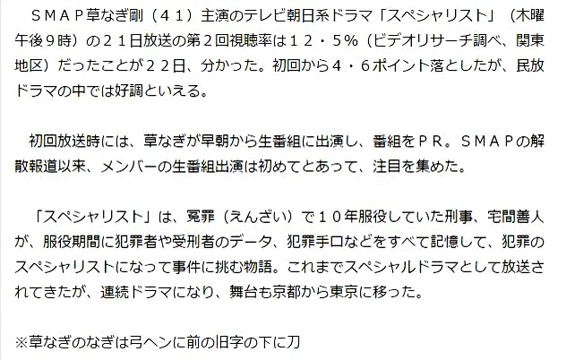 ＳＭＡＰ草なぎ剛（４１）主演のテレビ朝日系ドラマ「スペシャリスト」（木曜
午後９時）の２１日放送の第２回視聴率は１２・５％（ビデオリサーチ調べ、関東
地区）だったことが２２日、分かった。初回から４・６ポイント落としたが、民放
ドラマの中では好調といえる。
　初回放送時には、草なぎが早朝から生番組に出演し、番組をＰＲ。ＳＭＡＰの解
散報道以来、メンバーの生番組出演は初めてとあって、注目を集めた。
　「スペシャリスト」は、冤罪（えんざい）で１０年服役していた刑事、宅間善人
が、服役期間に犯罪者や受刑者のデータ、犯罪手口などをすべて記憶して、犯罪の
スペシャリストになって事件に挑む物語。これまでスペシャルドラマとして放送さ
れてきたが、連続ドラマになり、舞台も京都から東京に移った。
※草なぎのなぎは弓ヘンに前の旧字の下に刀